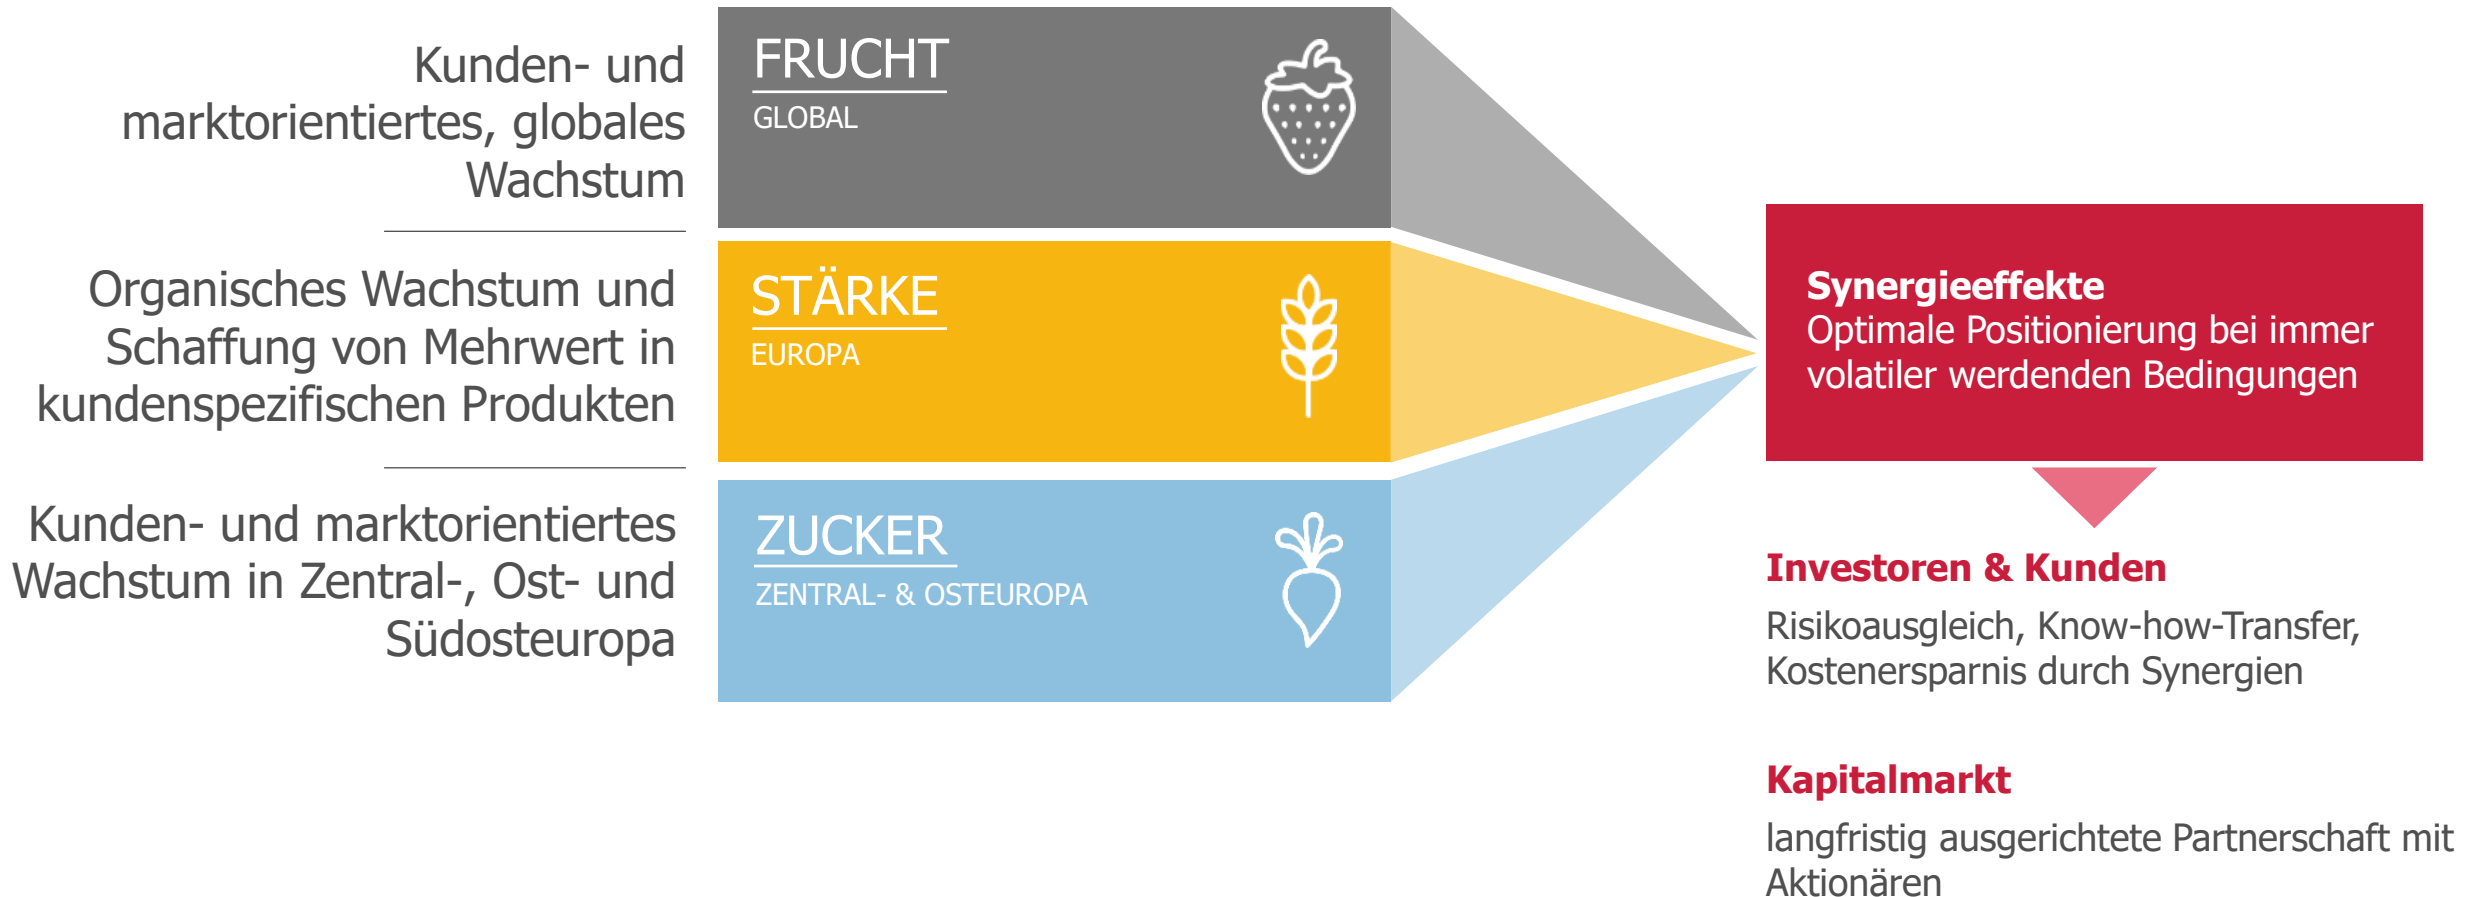 Kunden- und
marktorientiertes, globales
Wachstum
FRUCHT
GLOBAL
Organisches Wachstum und
Schaffung von Mehrwert in
kundenspezifischen Produkten
STÄRKE
EUROPA
Kunden- und marktorientiertes
Wachstum in Zentral-, Ost- und
Südosteuropa
ZUCKER
ZENTRAL- & OSTEUROPA
Synergieeffekte
Optimale Positionierung bei immer
volatiler werdenden Bedingungen
Investoren & Kunden
Risikoausgleich, Know-how-Transfer,
Kostenersparnis durch Synergien
Kapitalmarkt
langfristig ausgerichtete Partnerschaft mit
Aktionären